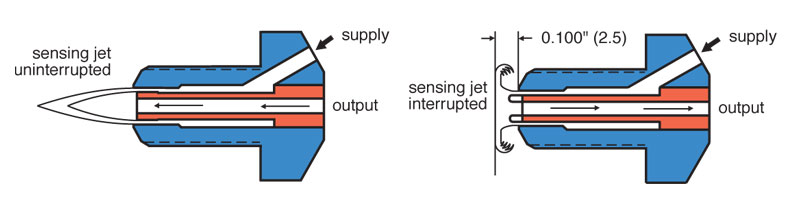 sensing jet
uninterrupted
supply
output
0.100" (2.5)
sensing jet
interrupted
supply
output